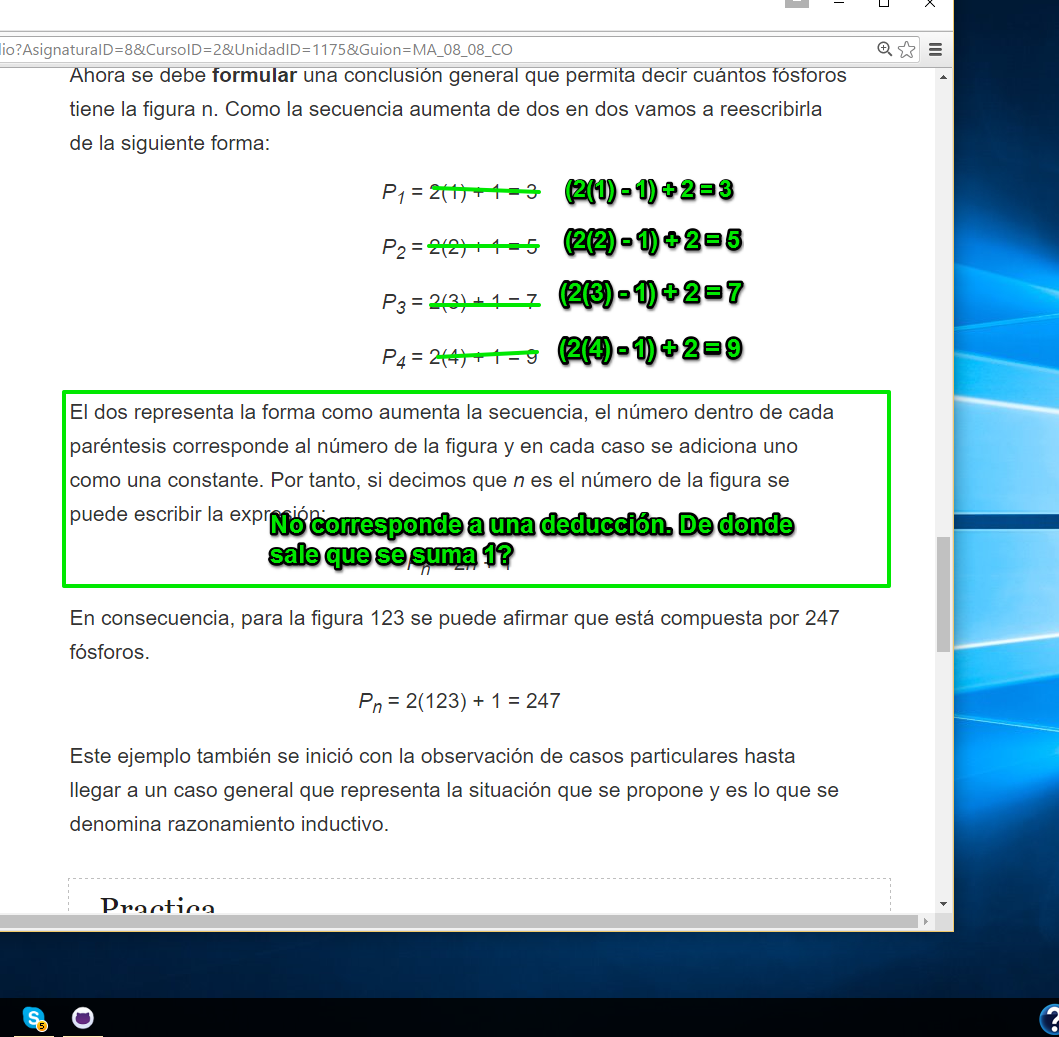 lio?AsignaturaID=8&CursoID=2&UnidadID=1175&Guion=MA_08_08_CO
Ahora se debe formular una conclusión general que permita decir cuántos fósforos
tiene la figura n. Como la secuencia aumenta de dos en dos vamos a reescribirla
de la siguiente forma:
P1 = 2(1) + 1 = 3 (2(1) - 1) + 2 = 3
P2 = 2(2) + 1 = 5 (2(2) - 1) + 2 = 5
P3 = 2(3) + 1 = 7 (2(3) - 1) + 2 = 7
P4 = 2(4) + 1 = 9 (2(4) - 1) + 2 = 9
El dos representa la forma como aumenta la secuencia, el número dentro de cada
paréntesis corresponde al número de la figura y en cada caso se adiciona uno
como una constante. Por tanto, si decimos que n es el número de la figura se
puede escribir la expresión:
No corresponde a una deducción. De donde
sale que se suma 1?
Pn = 2n + 1
En consecuencia, para la figura 123 se puede afirmar que está compuesta por 247
fósforos.
Pn = 2(123) + 1 = 247
Este ejemplo también se inició con la observación de casos particulares hasta
llegar a un caso general que representa la situación que se propone y es lo que se
denomina razonamiento inductivo.
Practica
S 5
?